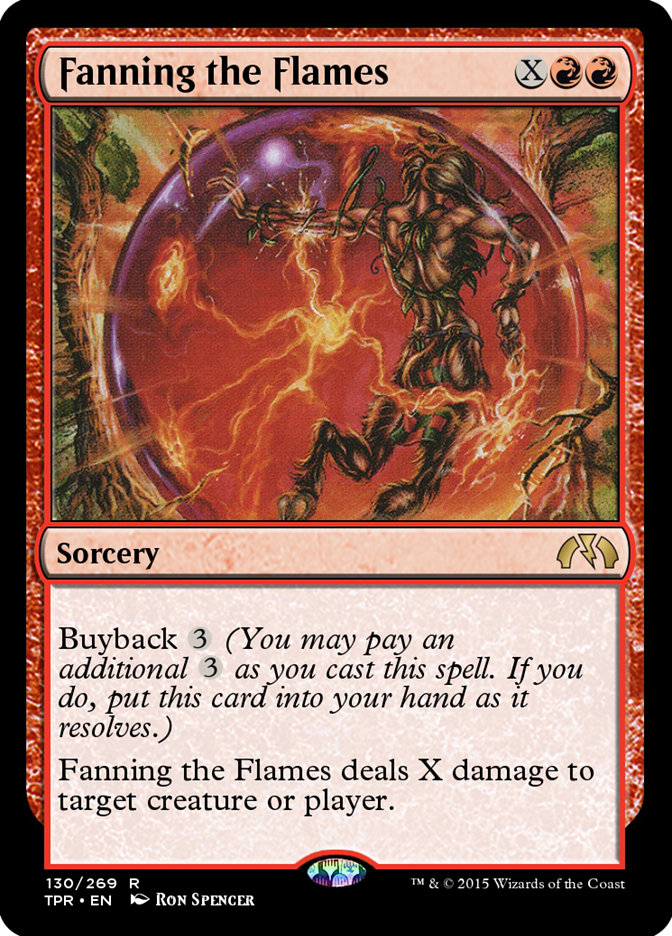 Fanning the Flames X
Sorcery
Buyback 3 (You may pay an
additional 3 as you cast this spell. If you
do, put this card into your hand as it
resolves.)
Fanning the Flames deals X damage to
target creature or player.
130/269 R
TPR • EN Ron Spencer
™ & © 2015 Wizards of the Coast